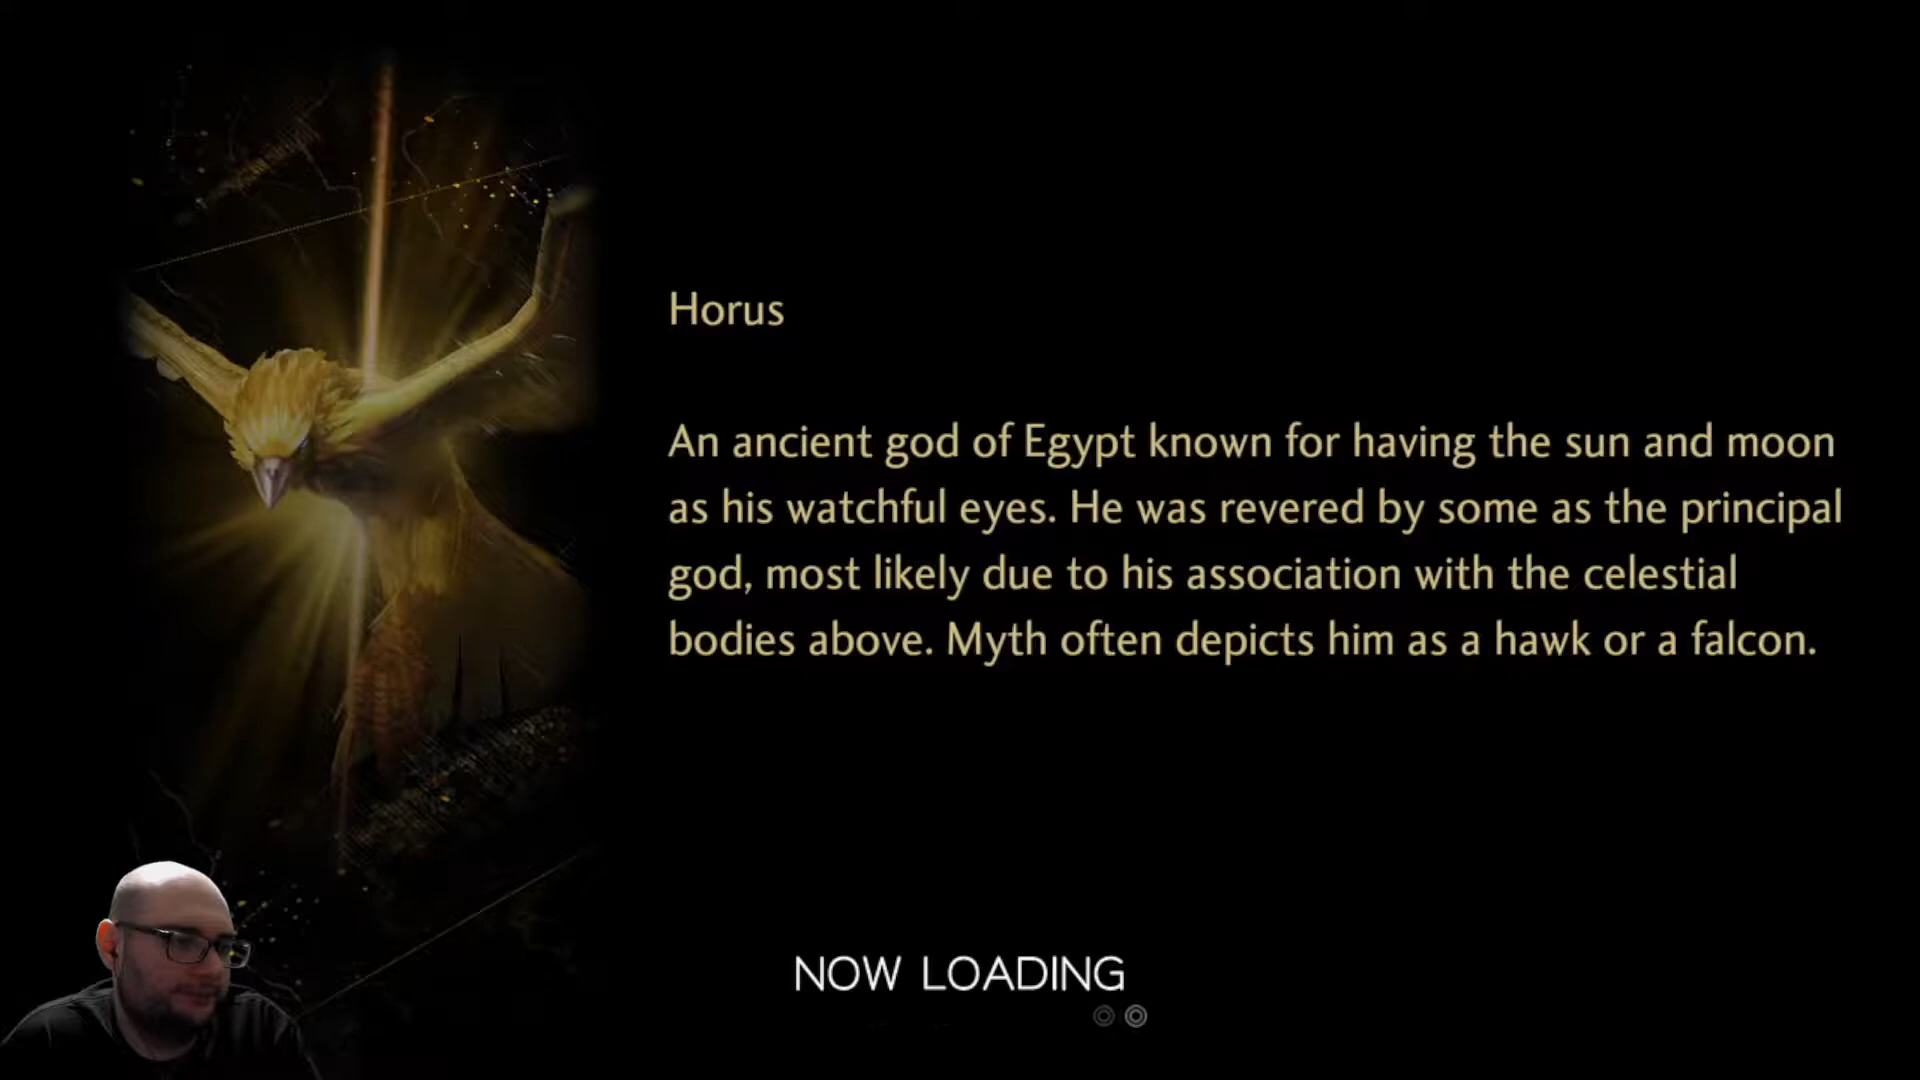 Horus
An ancient god of Egypt known for having the sun and moon
as his watchful eyes. He was revered by some as the principal
god, most likely due to his association with the celestial
bodies above. Myth often depicts him as a hawk or a falcon.
NOW LOADING